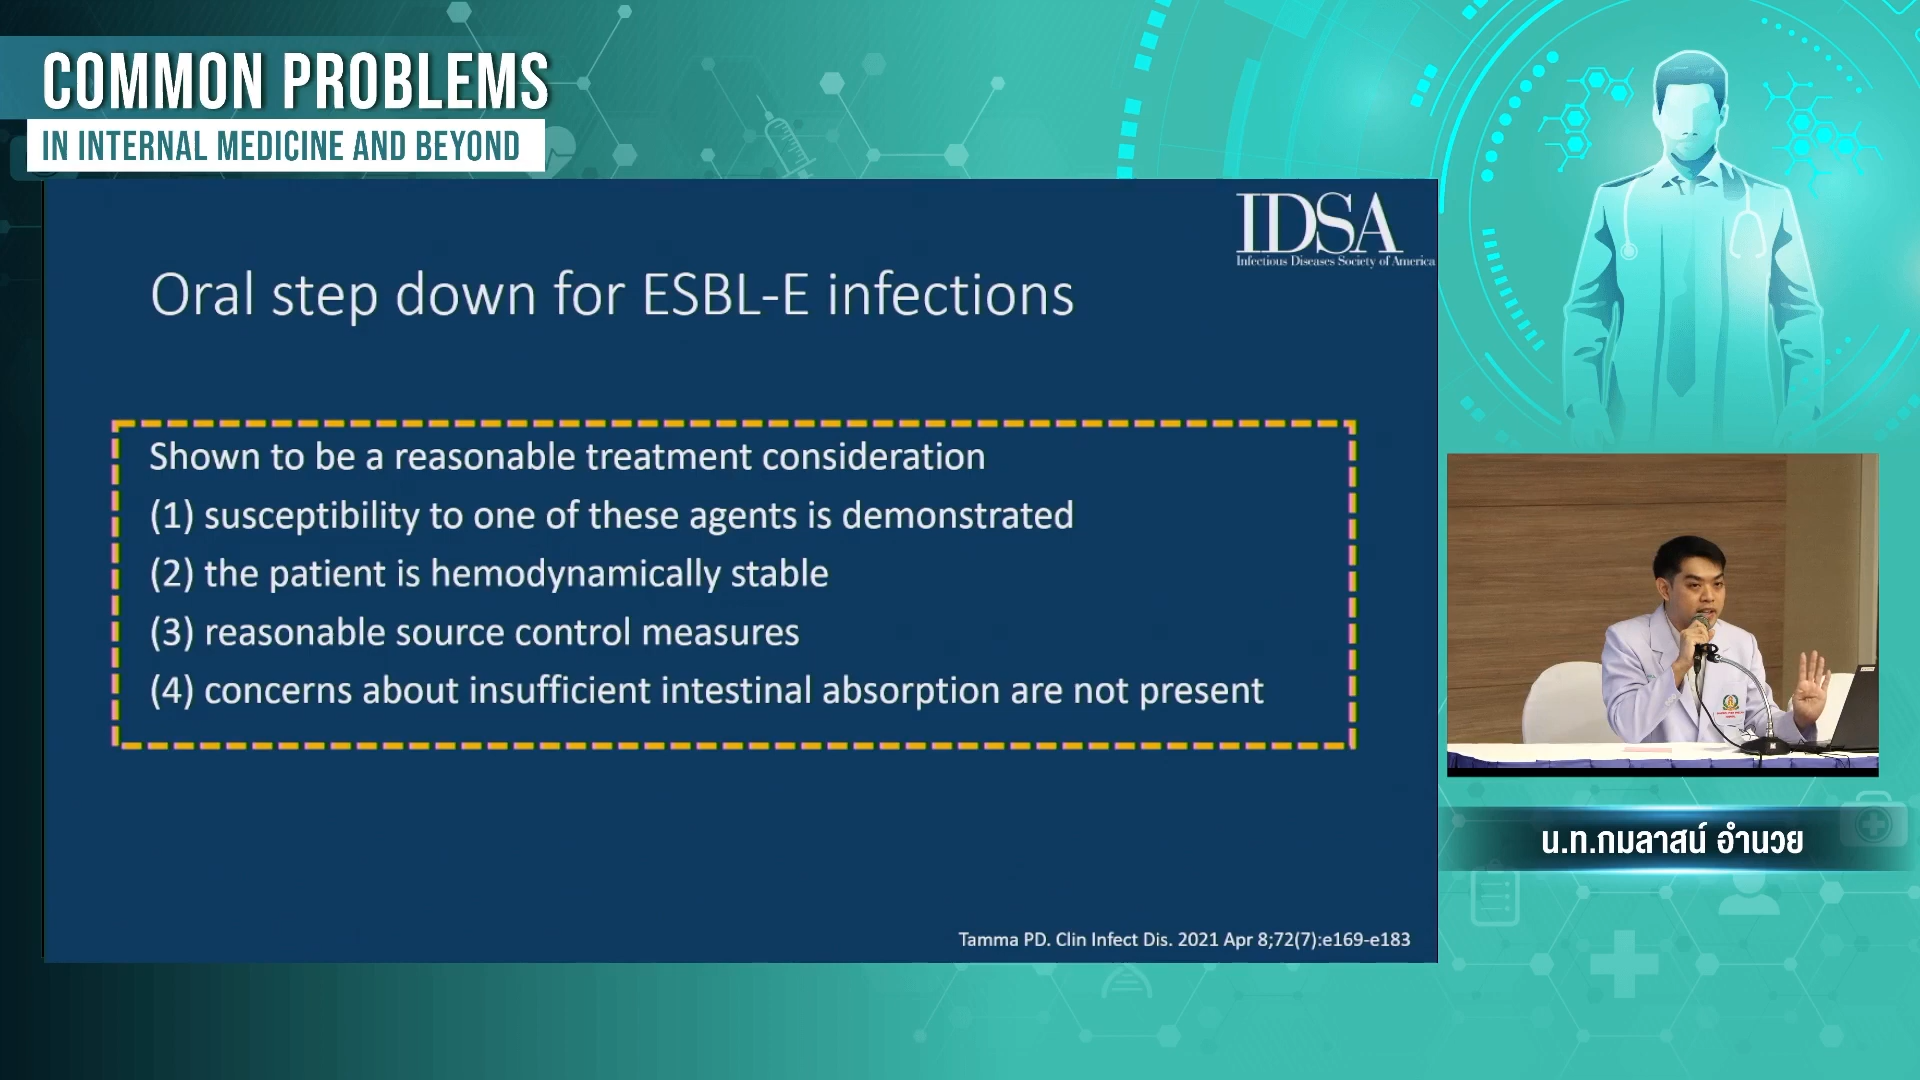 COMMON PROBLEMS
IN INTERNAL MEDICINE AND BEYOND
IDSA
Infectious Diseases Society of America
Oral step down for ESBL-E infections
Shown to be a reasonable treatment consideration
(1) susceptibility to one of these agents is demonstrated
(2) the patient is hemodynamically stable
(3) reasonable source control measures
(4) concerns about insufficient intestinal absorption are not present
Tamma PD. Clin Infect Dis. 2021 Apr 8;72(7):e169-e183
น.ท.กมลาสน์ อำนวย